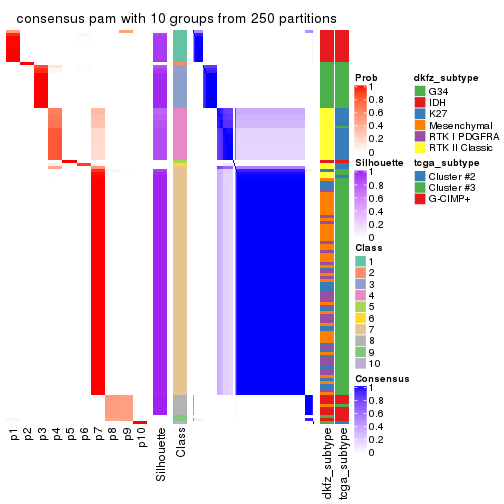 consensus pam with 10 groups from 250 partitions
Prob
1
0.8
0.6
0.4
0.2
0
Silhouette
1
0.8
0.6
0.4
0.2
0
Class
1
2
3
4
5
6
7
8
9
10
Consensus
1
0.8
0.6
0.4
0.2
0
dkfz_subtype
G34
IDH
K27
Mesenchymal
RTK I PDGFRA
RTK II Classic
tcga_subtype
Cluster #2
Cluster #3
G-CIMP+
p1
p2
p3
p4
p5
p6
p7
p8
p9
p10
Silhouette
Class
dkfz_subtype
tcga_subtype